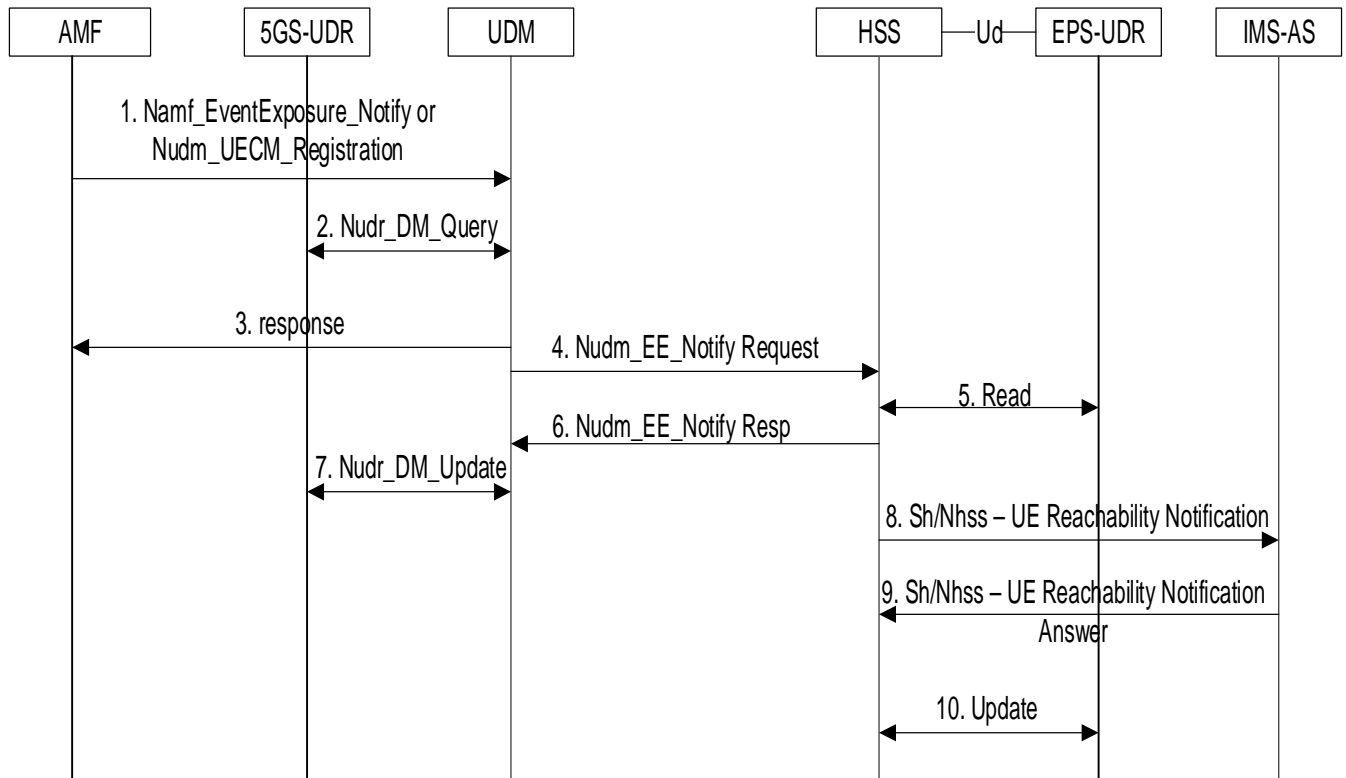 AMF
5GS-UDR
UDM
HSS
Ud
EPS-UDR
IMS-AS
1. Namf_EventExposure_Notify or
Nudm_UECM_Registration
2. Nudr_DM_Query
3. response
4. Nudm_EE_Notify Request
5. Read
6. Nudm_EE_Notify Resp
7. Nudr_DM_Update
8. Sh/Nhss – UE Reachability Notification
9. Sh/Nhss – UE Reachability Notification
Answer
10. Update